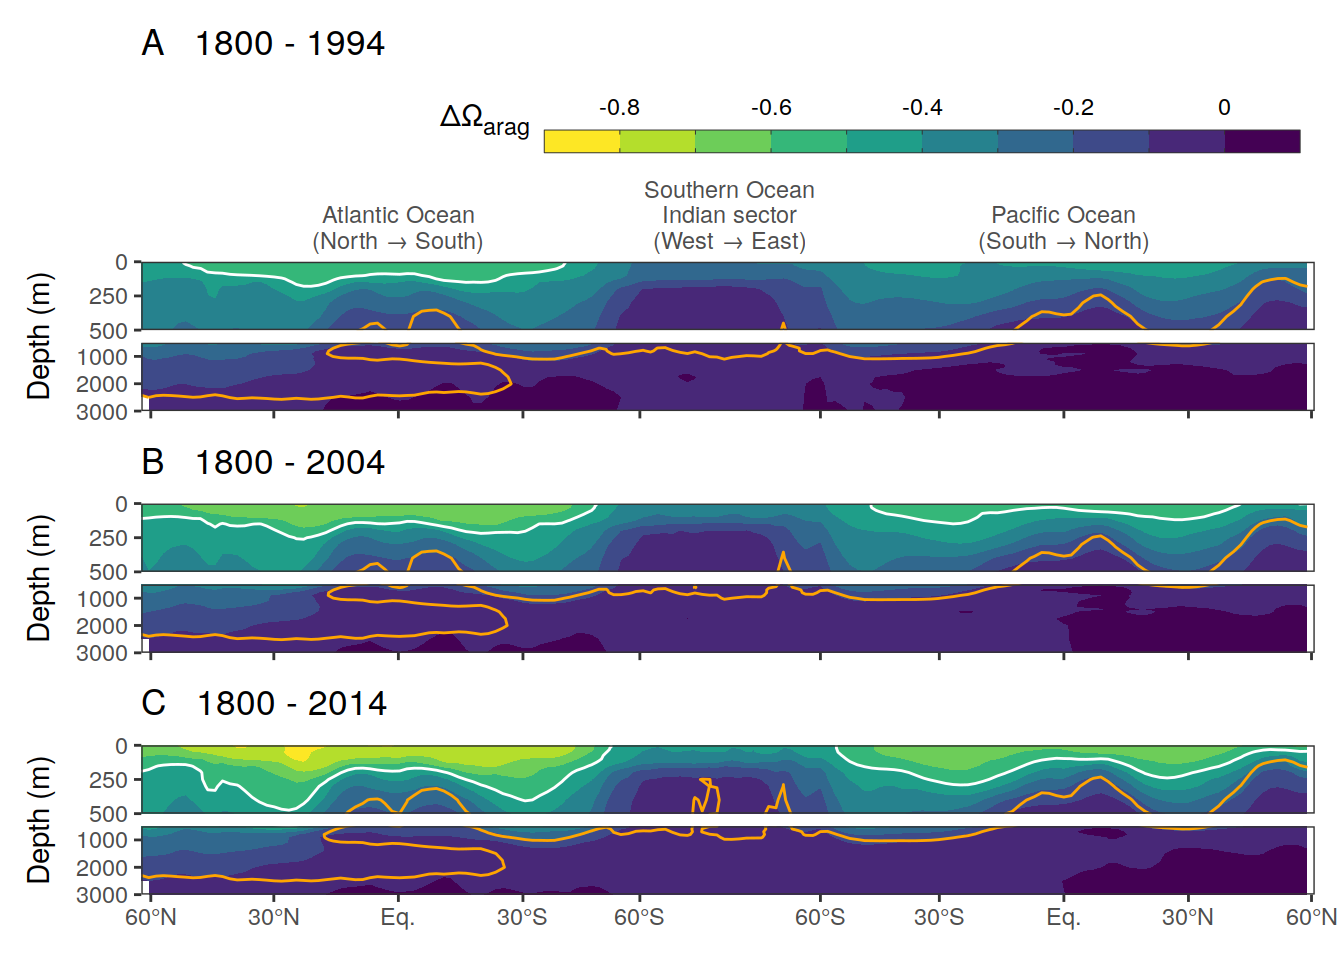 A 1800 - 1994
-0.8 -0.6 -0.4 -0.2 0
ΔΩarag
Southern Ocean
Atlantic Ocean Indian sector Pacific Ocean
(North → South) (West → East) (South → North)
0
250
500
1000
2000
3000
Depth (m)
B 1800 - 2004
0
250
500
1000
2000
3000
Depth (m)
C 1800 - 2014
0
250
500
1000
2000
3000
Depth (m)
60°N 30°N Eq. 30°S 60°S 60°S 30°S Eq. 30°N 60°N